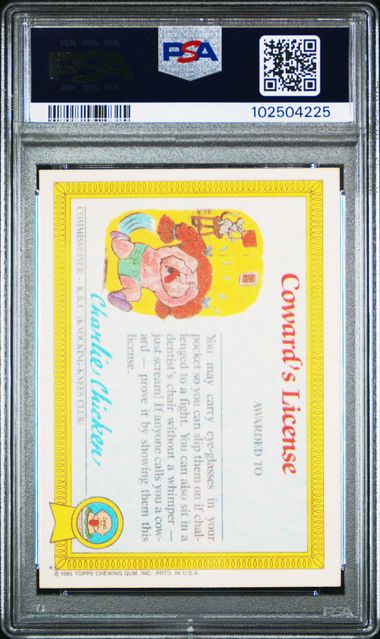 PSA
PSA
102504225
Coward's License
AWARDED TO
You may carry eye-glasses in your
pocket so you can slip them on if chal-
lenged to a fight. You can also sit in a
dentist's chair without a whimper —
just scream! If anyone calls you a cow-
ard — prove it by showing them this
license.
Charlie Chicken
COMMISSIONER — K.K.C. (KNOCKING-KNEES CLUB)
* © 1985 TOPPS CHEWING GUM, INC. PRTD. IN U.S.A.
PSA